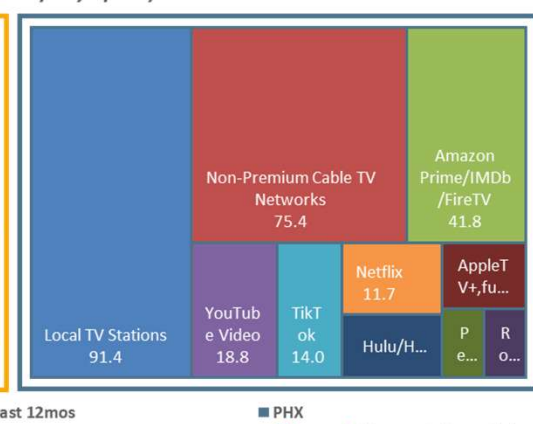 Local TV Stations
91.4
Non-Premium Cable TV
Networks
75.4
Amazon
Prime/IMDb
/FireTV
41.8
YouTub
e Video
18.8
TikT
ok
14.0
Netflix
11.7
Hulu/H...
AppleT
V+,fu...
P
e...
R
o...
ast 12mos
PHX